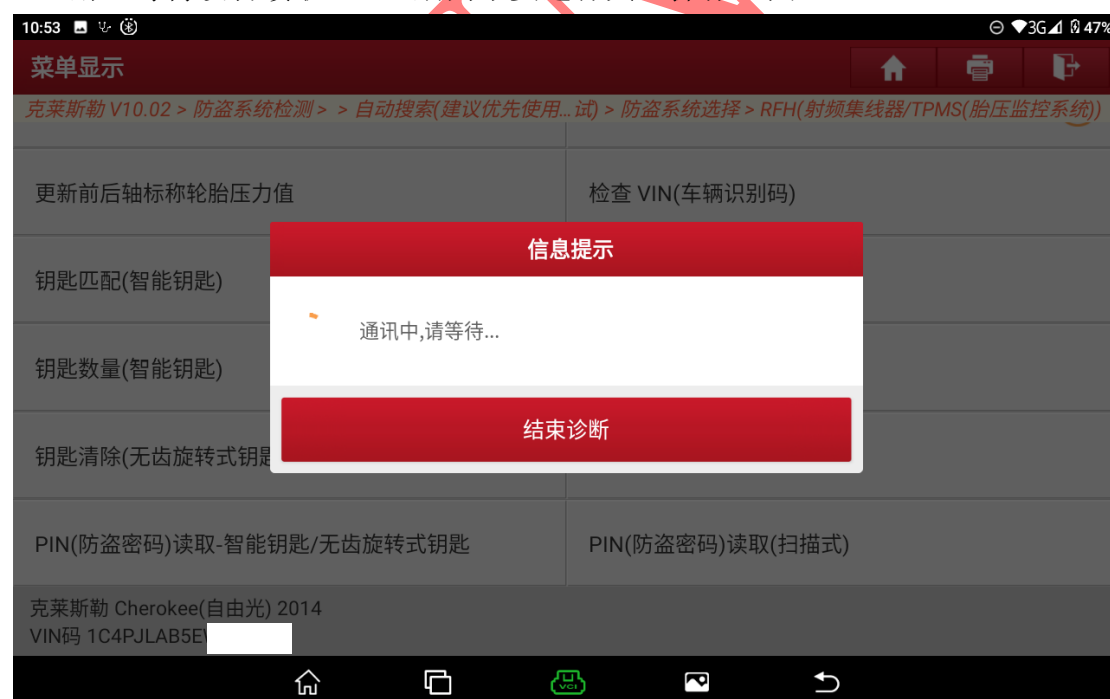 10:53
3G 47%
菜单显示
克莱斯勒 V10.02 > 防盗系统检测 > > 自动搜索(建议优先使用...试) > 防盗系统选择 > RFH(射频集线器/TPMS(胎压监控系统))
更新前后轴标称轮胎压力值
检查 VIN(车辆识别码)
信息提示
钥匙匹配(智能钥匙)
通讯中,请等待...
钥匙数量(智能钥匙)
结束诊断
钥匙清除(无齿旋转式钥匙
PIN(防盗密码)读取-智能钥匙/无齿旋转式钥匙
PIN(防盗密码)读取(扫描式)
克莱斯勒 Cherokee(自由光) 2014
VIN码 1C4PJLAB5E
VCI